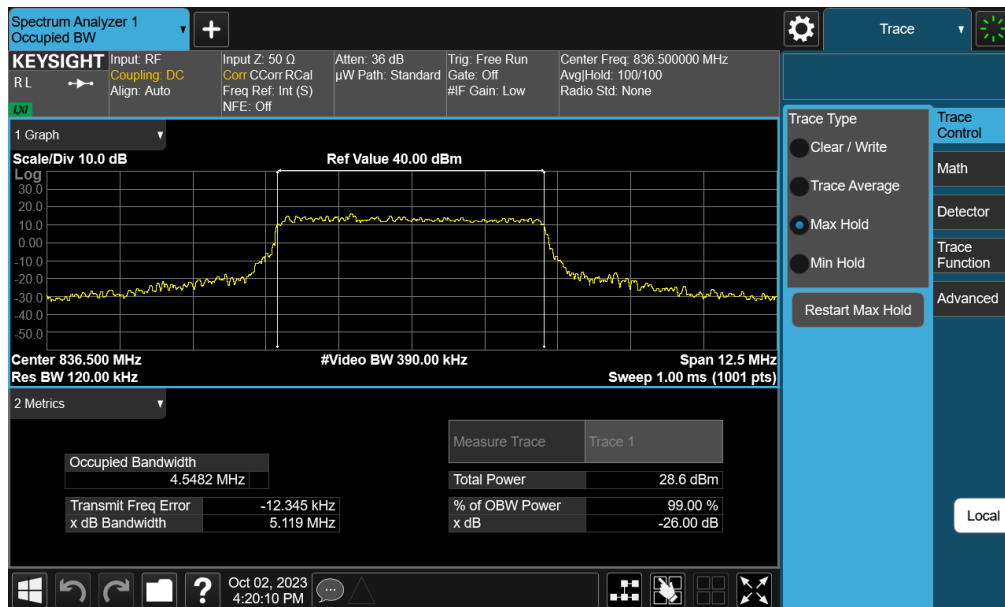 Spectrum Analyzer 1
Occupied BW
+
Trace
KEYSIGHT
R L
LXI
Input: RF
Coupling: DC
Align: Auto
Input Z: 50 Ω
Corr CCorr RCal
Freq Ref: Int (S)
NFE: Off
Atten: 36 dB
µW Path: Standard
Trig: Free Run
Gate: Off
#IF Gain: Low
Center Freq: 836.500000 MHz
Avg|Hold: 100/100
Radio Std: None
1 Graph
Scale/Div 10.0 dB
Ref Value 40.00 dBm
Log
30.0
20.0
10.0
0.00
-10.0
-20.0
-30.0
-40.0
-50.0
Center 836.500 MHz
#Video BW 390.00 kHz
Span 12.5 MHz
Res BW 120.00 kHz
Sweep 1.00 ms (1001 pts)
2 Metrics
Measure Trace Trace 1
Occupied Bandwidth
4.5482 MHz
Total Power 28.6 dBm
Transmit Freq Error -12.345 kHz
% of OBW Power 99.00 %
x dB Bandwidth 5.119 MHz
x dB -26.00 dB
Trace Type
Clear / Write
Trace Average
Max Hold
Min Hold
Restart Max Hold
Trace
Control
Math
Detector
Trace
Function
Advanced
Local
?
Oct 02, 2023
4:20:10 PM